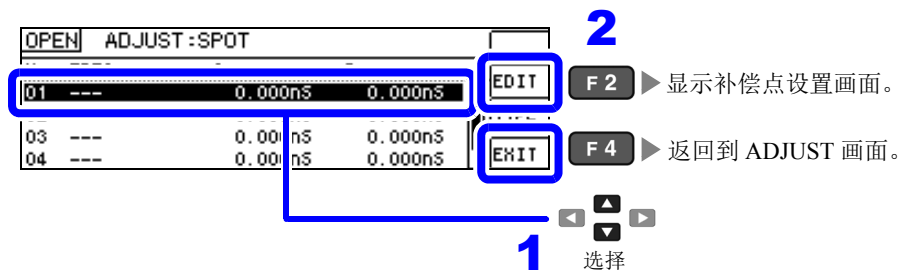 2
OPEN ADJUST:SPOT
01 --- 0.000nS 0.000nS
EDIT
F 2 显示补偿点设置画面。
03 --- 0.000nS 0.000nS
04 --- 0.000nS 0.000nS
EXIT
F 4 返回到 ADJUST 画面。
1
选择